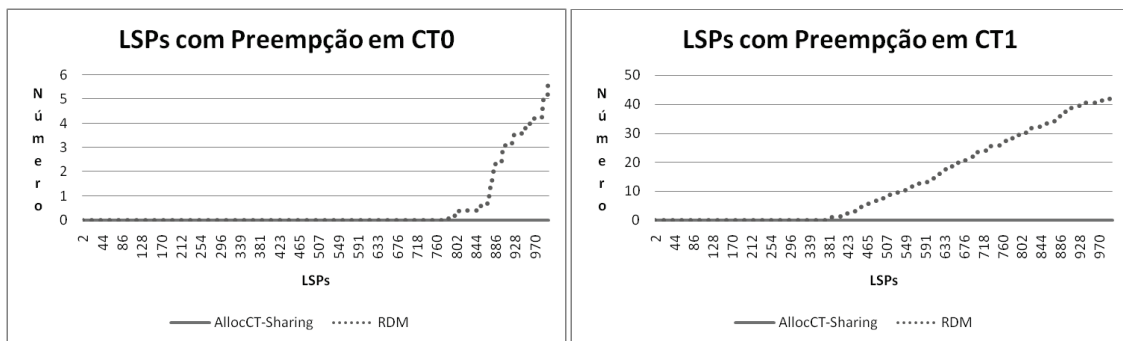 LSPs com Preempção em CT0
Número
6
5
4
3
2
1
0
2 44 86 128 170 212 254 296 339 381 423 465 507 549 591 633 676 718 760 802 844 886 928 970
LSPs
AllocCT-Sharing RDM
LSPs com Preempção em CT1
Número
50
40
30
20
10
0
2 44 86 128 170 212 254 296 339 381 423 465 507 549 591 633 676 718 760 802 844 886 928 970
LSPs
AllocCT-Sharing RDM